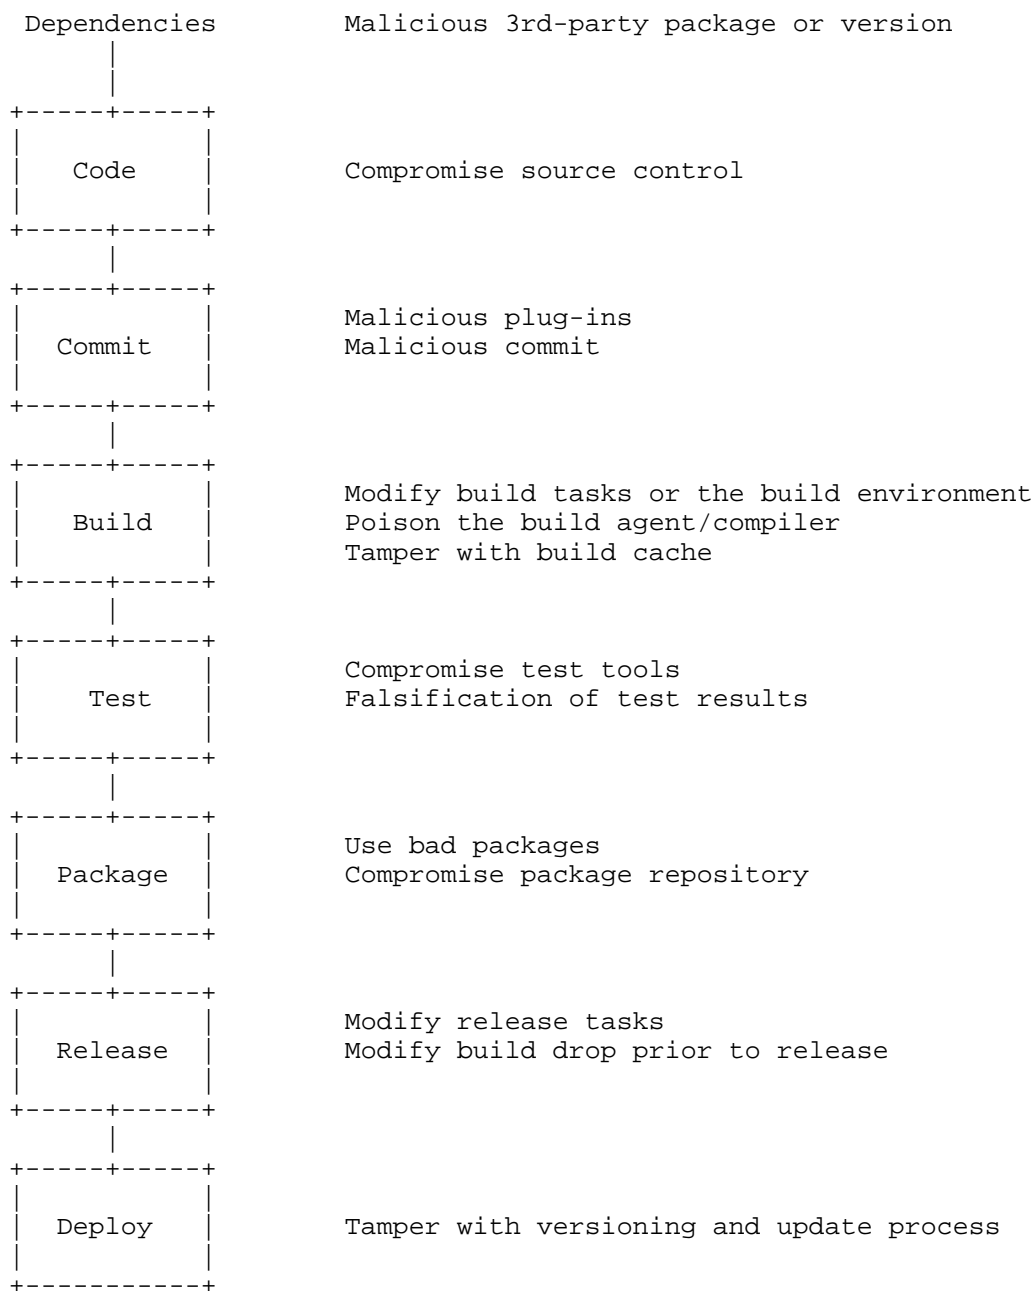 Dependencies Malicious 3rd-party package or version
Code Compromise source control
Malicious plug-ins
Commit Malicious commit
Modify build tasks or the build environment
Build Poison the build agent/compiler
Tamper with build cache
Compromise test tools
Test Falsification of test results
Use bad packages
Package Compromise package repository
Modify release tasks
Release Modify build drop prior to release
Deploy Tamper with versioning and update process